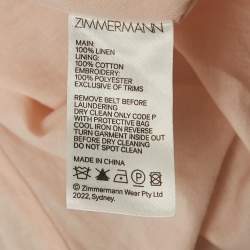 ZIMMERMANN
MAIN:
100% LINEN
LINING:
100% COTTON
EMBROIDERY:
100% POLYESTER
EXCLUSIVE OF TRIMS
REMOVE BELT BEFORE
LAUNDERING
DRY CLEAN ONLY CODE P
WITH PROTECTIVE BAG
COOL IRON ON REVERSE
TURN GARMENT INSIDE OUT
BEFORE DRY CLEANING
DO NOT SPOT CLEAN
MADE IN CHINA
© Zimmermann Wear Pty Ltd
2022, Sydney.